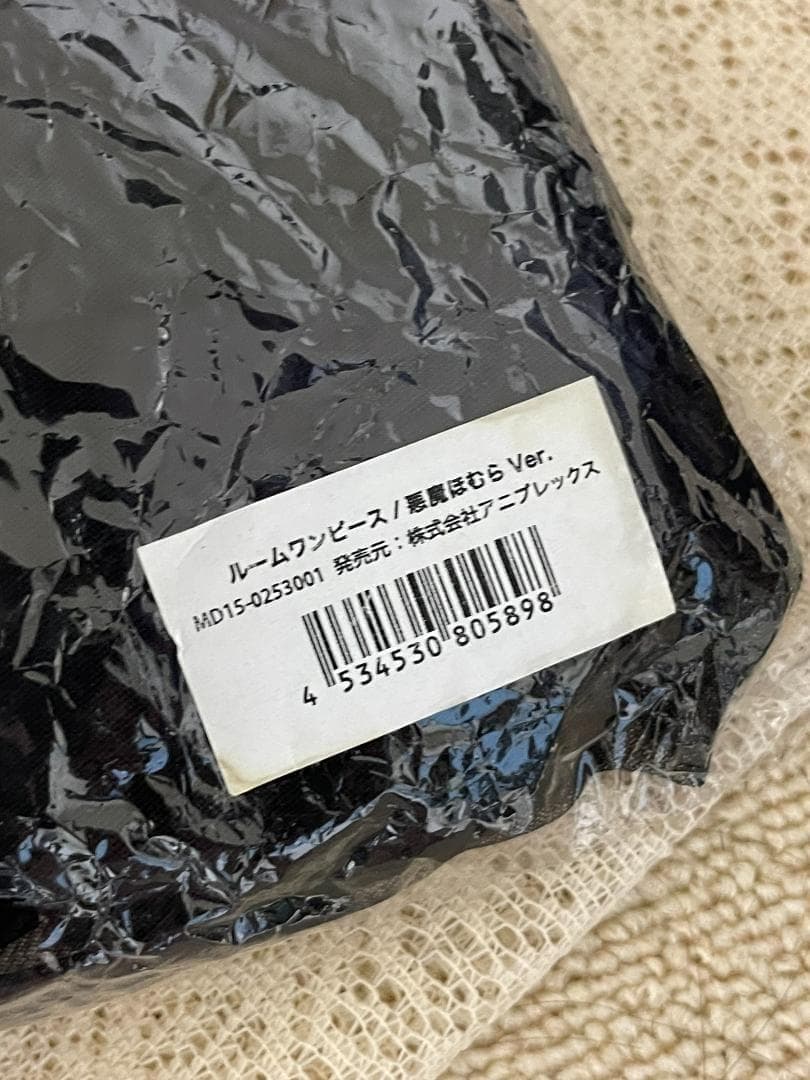 ルームワンピース / 悪魔ほむら Ver.
MD15-0253001 発売元：株式会社アニプレックス
4 534530 805898